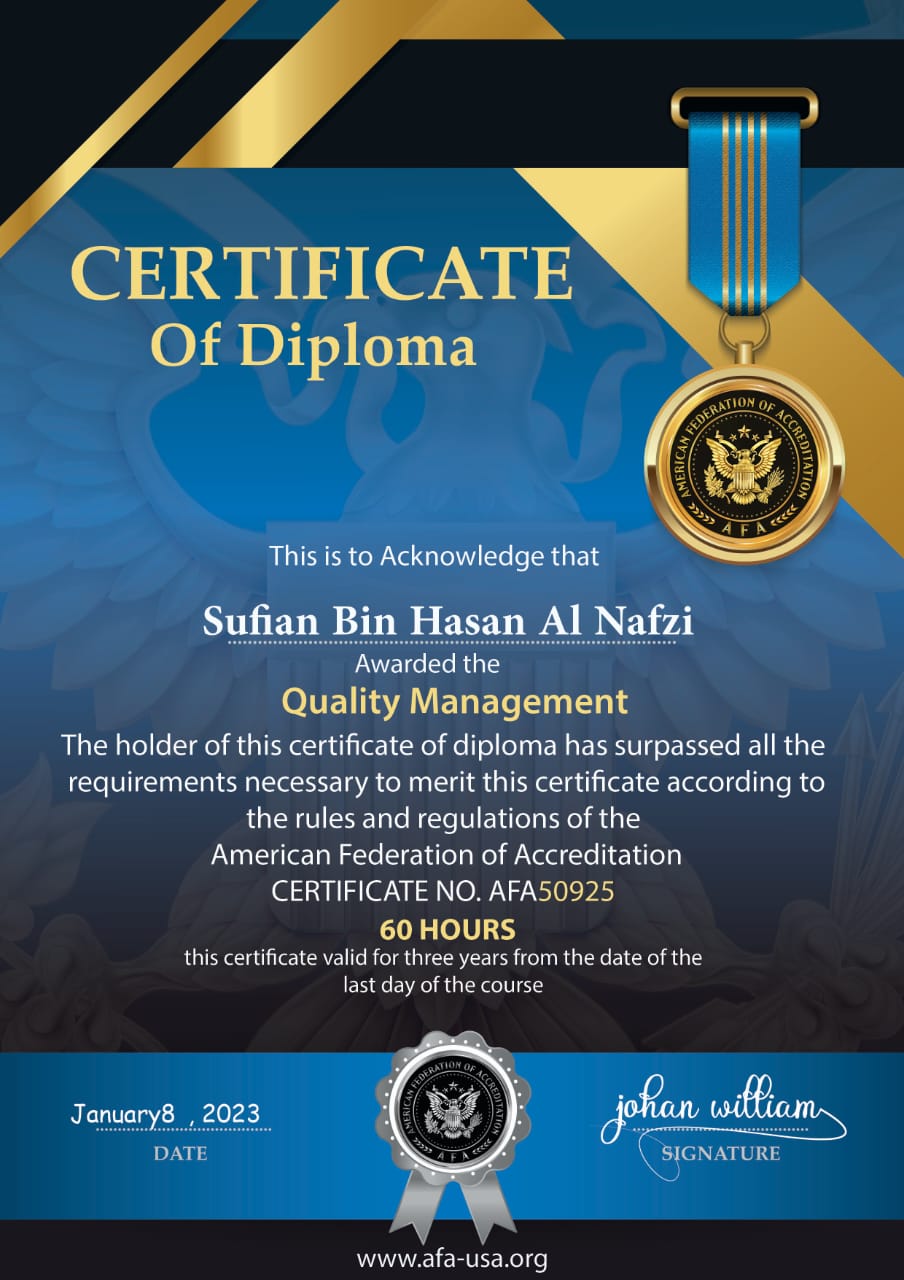 CERTIFICATE
Of Diploma
AMERICAN FEDERATION OF ACCREDITATION
AFA
This is to Acknowledge that
Sufian Bin Hasan Al Nafzi
Awarded the
Quality Management
The holder of this certificate of diploma has surpassed all the
requirements necessary to merit this certificate according to
the rules and regulations of the
American Federation of Accreditation
CERTIFICATE NO. AFA50925
60 HOURS
this certificate valid for three years from the date of the
last day of the course
January8 , 2023
DATE
AMERICAN FEDERATION OF ACCREDITATION
AFA
johan william
SIGNATURE
www.afa-usa.org